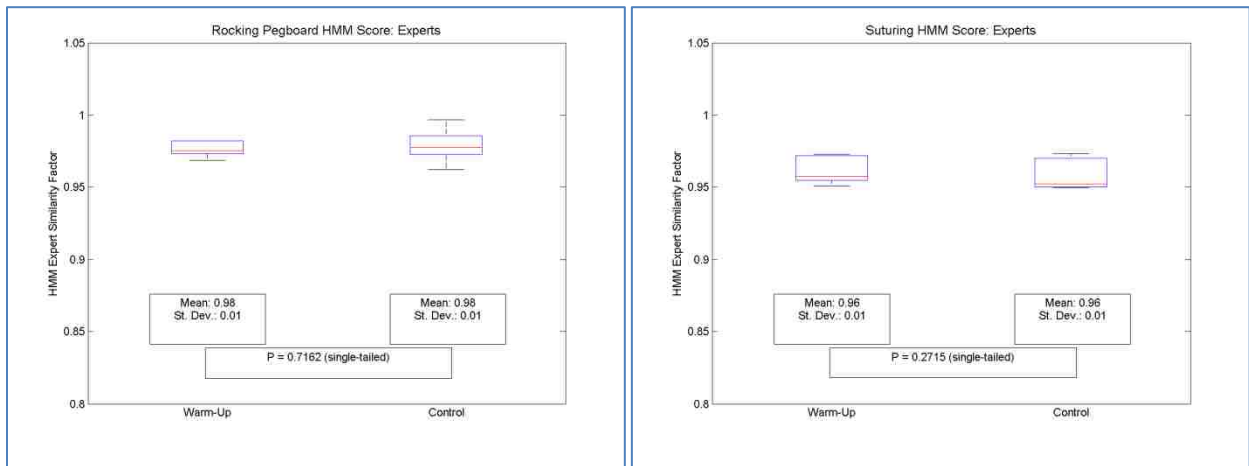 Rocking Pegboard HMM Score: Experts
1.05
1
0.95
0.9
0.85
0.8
HMM Expert Similarity Factor
Mean: 0.98
St. Dev.: 0.01
Mean: 0.98
St. Dev.: 0.01
P = 0.7162 (single-tailed)
Warm-Up
Control
Suturing HMM Score: Experts
1.05
1
0.95
0.9
0.85
0.8
HMM Expert Similarity Factor
Mean: 0.96
St. Dev.: 0.01
Mean: 0.96
St. Dev.: 0.01
P = 0.2715 (single-tailed)
Warm-Up
Control